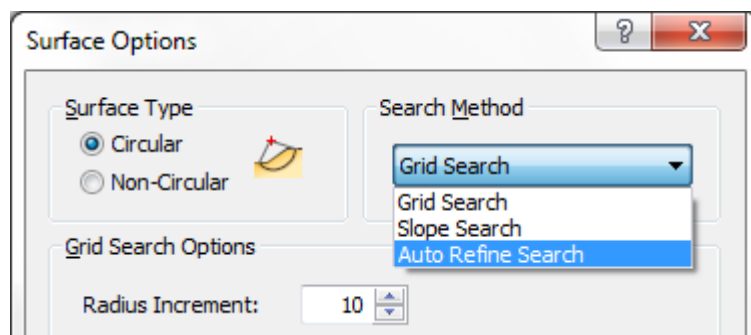 Surface Options
?
Surface Type
Circular
Non-Circular
Search Method
Grid Search
Grid Search
Slope Search
Auto Refine Search
Grid Search Options
Radius Increment: 10